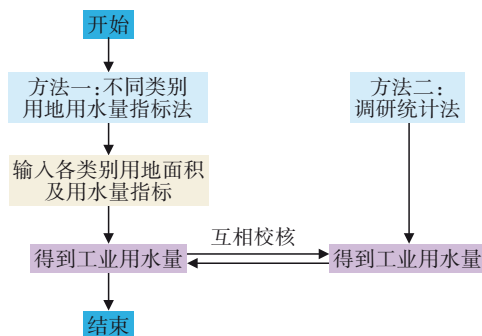 开始
方法一:不同类别
用地用水量指标法
方法二:
调研统计法
输入各类别用地面积
及用水量指标
互相校核
得到工业用水量
得到工业用水量
结束